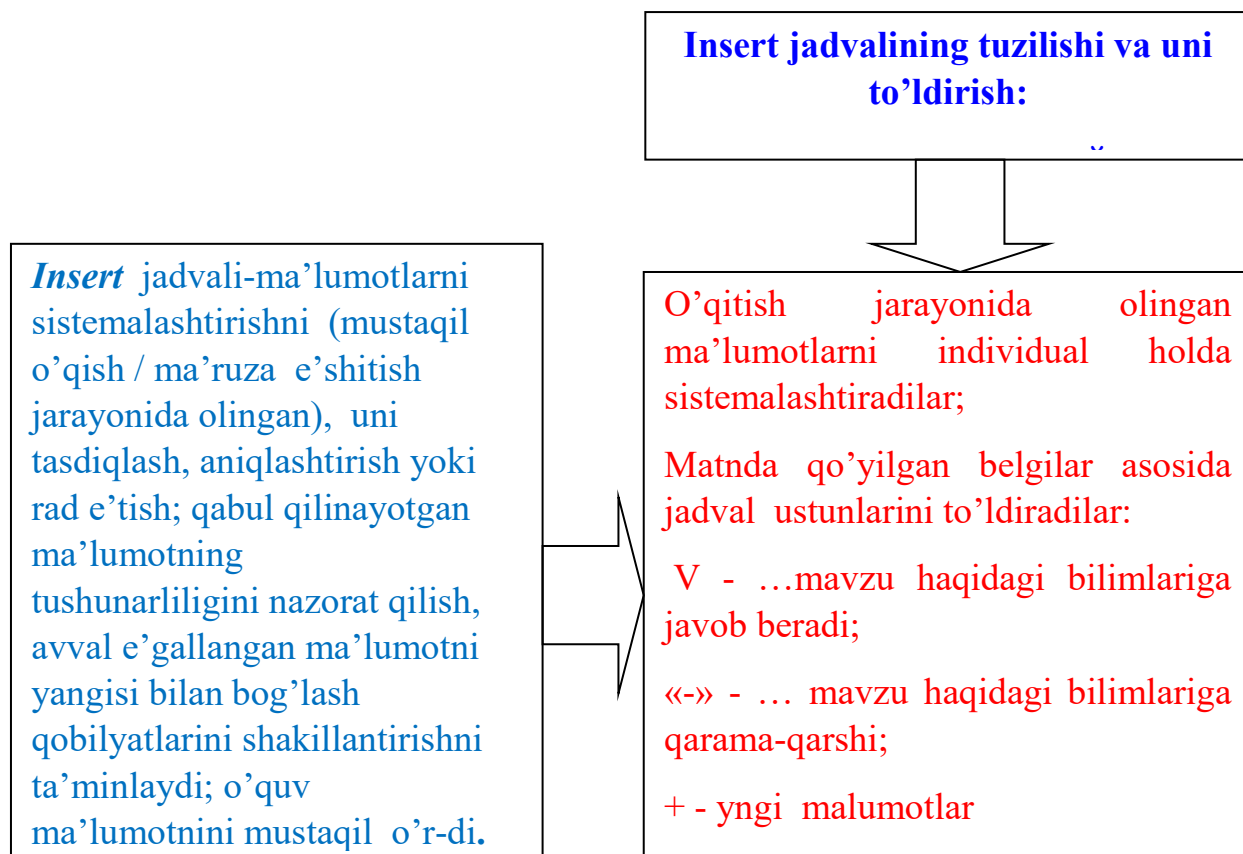 Insert jadvalining tuzilishi va uni
to’ldirish:
Insert jadvali-ma’lumotlarni
sistemalashtirishni (mustaqil
o’qish / ma’ruza e’shitish
jarayonida olingan), uni
tasdiqlash, aniqlashtirish yoki
rad e’tish; qabul qilinayotgan
ma’lumotning
tushunarliligini nazorat qilish,
avval e’gallangan ma’lumotni
yangisi bilan bog’lash
qobilyatlarini shakillantirishni
ta’minlaydi; o’quv
ma’lumotnini mustaqil o’r-di.
O’qitish jarayonida olingan
ma’lumotlarni individual holda
sistemalashtiradilar;
Matnda qo’yilgan belgilar asosida
jadval ustunlarini to’ldiradilar:
V - …mavzu haqidagi bilimlariga
javob beradi;
«-» - … mavzu haqidagi bilimlariga
qarama-qarshi;
+ - yngi malumotlar